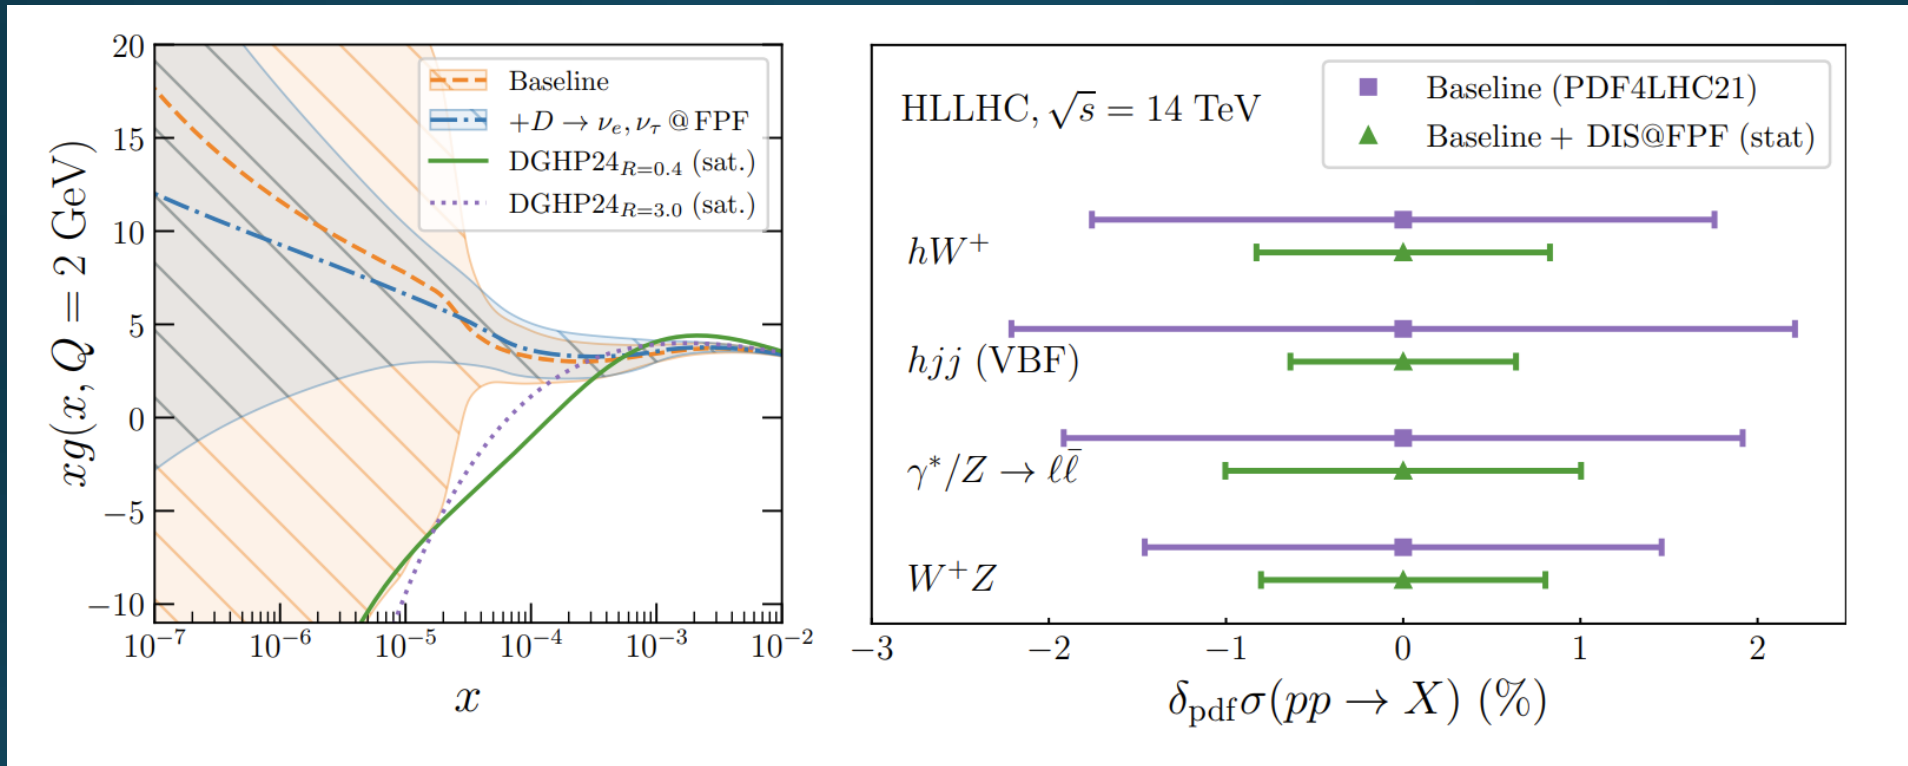 20
15
10
5
0
−5
−10
xg(x, Q = 2 GeV)
Baseline
+D → νe, ντ @ FPF
DGHP24R=0.4 (sat.)
DGHP24R=3.0 (sat.)
10−7 10−6 10−5 10−4 10−3 10−2
x
HLLHC, √s = 14 TeV
Baseline (PDF4LHC21)
Baseline + DIS@FPF (stat)
hW+
hjj (VBF)
γ*/Z → ℓℓ̄
W+Z
−3 −2 −1 0 1 2
δpdfσ(pp → X) (%)